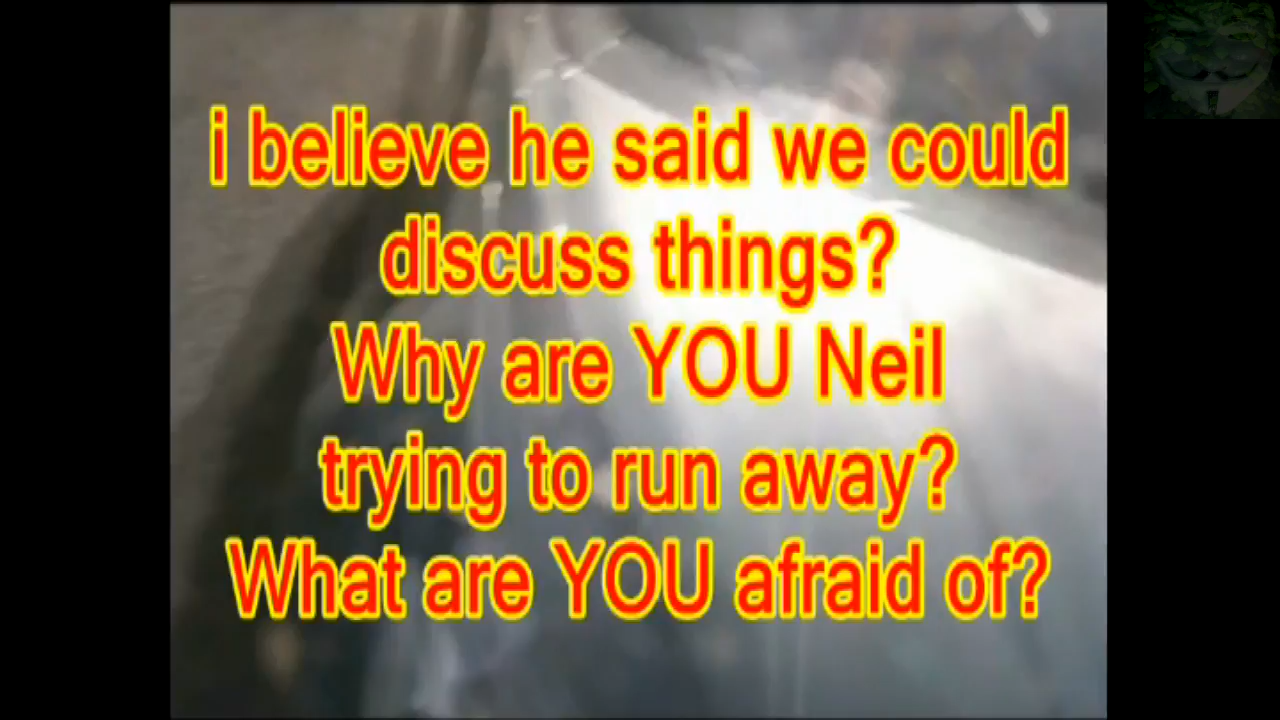 i believe he said we could
discuss things?
Why are YOU Neil
trying to run away?
What are YOU afraid of?